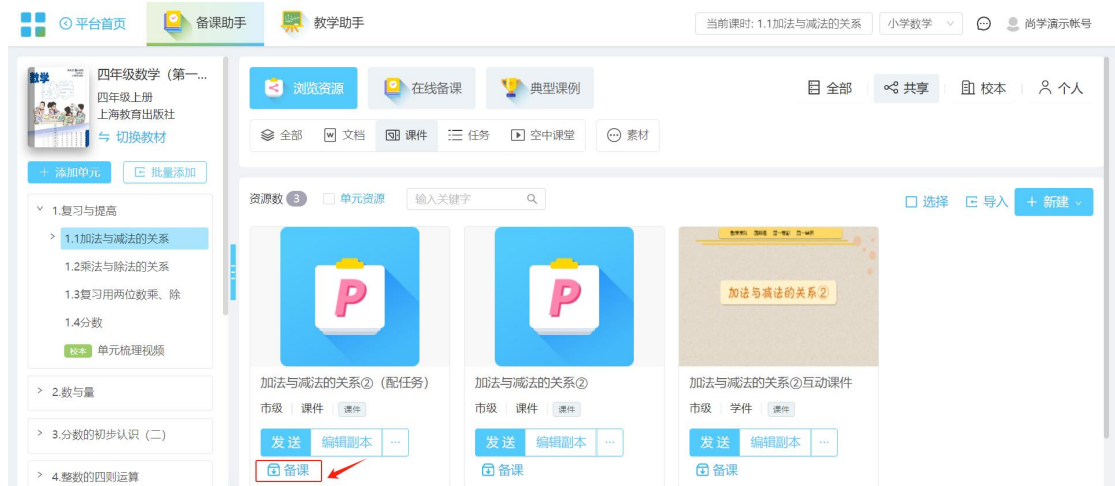 平台首页 备课助手 教学助手 当前课时: 1.1加法与减法的关系 小学数学 尚学演示帐号
数学
四年级数学（第一...
四年级上册
上海教育出版社
切换教材
+ 添加单元 批量添加
1.复习与提高
1.1加法与减法的关系
1.2乘法与除法的关系
1.3复习用两位数乘、除
1.4分数
校本 单元梳理视频
2.数与量
3.分数的初步认识（二）
4.整数的四则运算
浏览资源 在线备课 典型课例 全部 共享 校本 个人
全部 文档 课件 任务 空中课堂 素材
资源数 3 单元资源 输入关键字 选择 导入 + 新建
P
加法与减法的关系②（配任务）
市级 课件 课件
发送 编辑副本 ...
备课
P
加法与减法的关系②
市级 课件 课件
发送 编辑副本 ...
备课
加法与减法的关系②
加法与减法的关系②互动课件
市级 学件 课件
发送 编辑副本 ...
备课